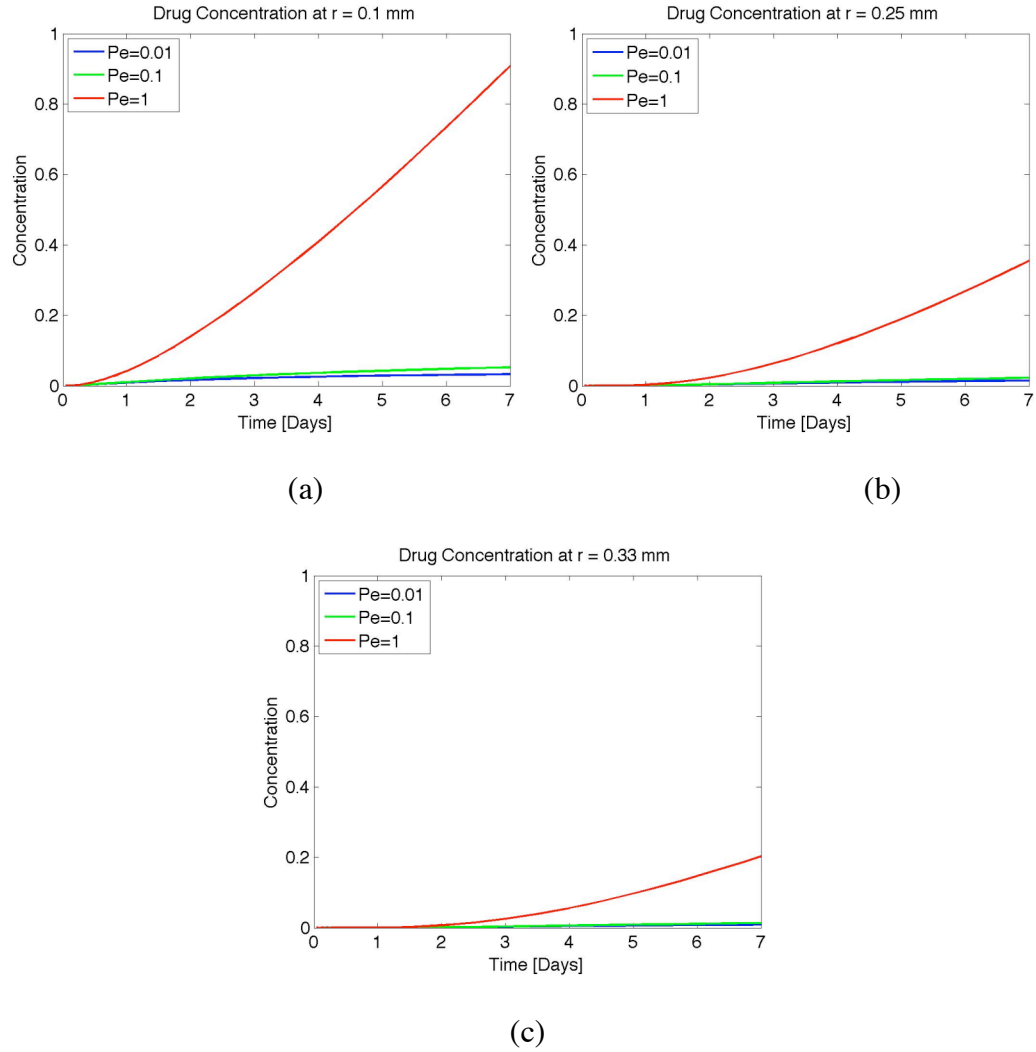 Drug Concentration at r = 0.1 mm
1
0.8
0.6
0.4
0.2
0
Concentration
Pe=0.01
Pe=0.1
Pe=1
0 1 2 3 4 5 6 7
Time [Days]
(a)
Drug Concentration at r = 0.25 mm
1
0.8
0.6
0.4
0.2
0
Concentration
Pe=0.01
Pe=0.1
Pe=1
0 1 2 3 4 5 6 7
Time [Days]
(b)
Drug Concentration at r = 0.33 mm
1
0.8
0.6
0.4
0.2
0
Concentration
Pe=0.01
Pe=0.1
Pe=1
0 1 2 3 4 5 6 7
Time [Days]
(c)